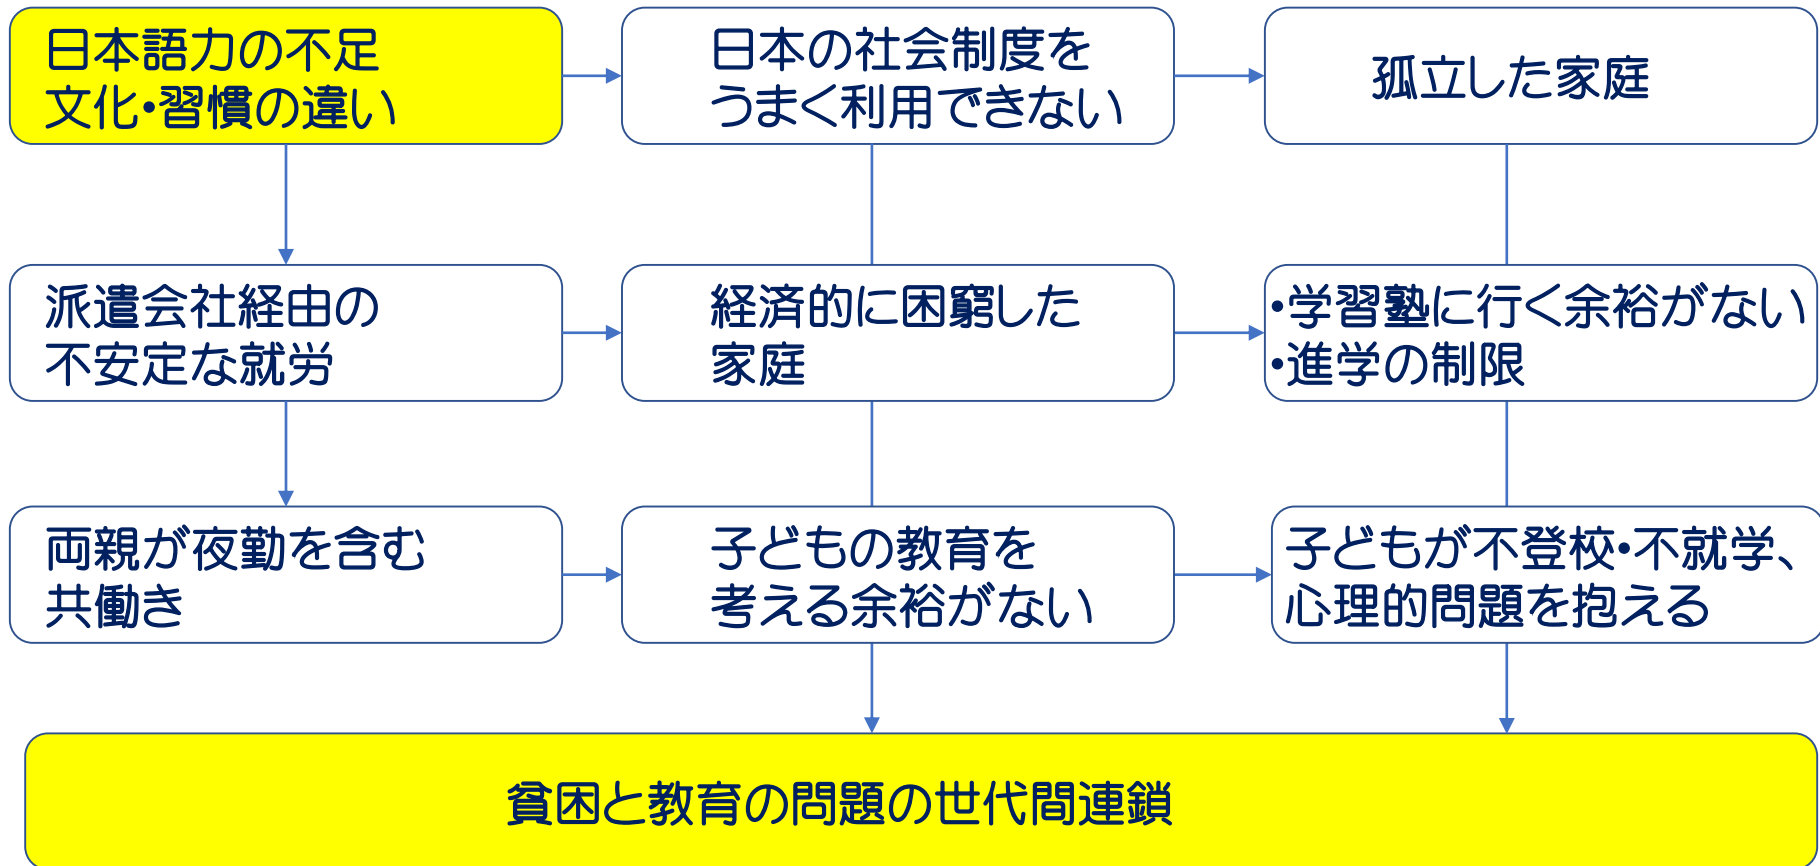 日本語力の不足
文化・習慣の違い
日本の社会制度を
うまく利用できない
孤立した家庭
派遣会社経由の
不安定な就労
経済的に困窮した
家庭
・学習塾に行く余裕がない
・進学の制限
両親が夜勤を含む
共働き
子どもの教育を
考える余裕がない
子どもが不登校・不就学、
心理的問題を抱える
貧困と教育の問題の世代間連鎖